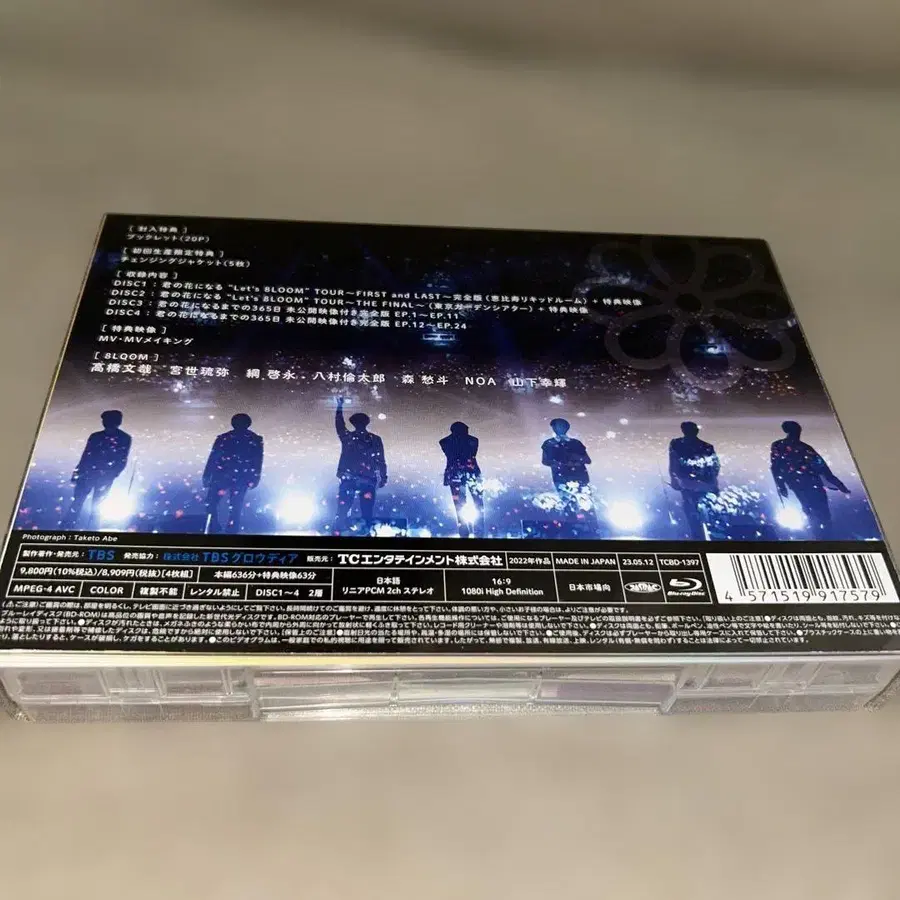 [ 封入特典 ]
ブックレット(20P)
[ 初回生産限定特典 ]
チェンジングジャケット(5枚)
[ 収録内容 ]
DISC1 : 君の花になる “Let's 8LOOM” TOUR〜FIRST and LAST〜完全版 (恵比寿リキッドルーム) + 特典映像
DISC2 : 君の花になる “Let's 8LOOM” TOUR〜THE FINAL〜 (東京ガーデンシアター) + 特典映像
DISC3 : 君の花になるまでの365日 未公開映像付き完全版 EP.1〜EP.11
DISC4 : 君の花になるまでの365日 未公開映像付き完全版 EP.12〜EP.24
[ 特典映像 ]
MV・MVメイキング
[ 8LOOM ]
高橋文哉 宮世琉弥 綱 啓永 八村倫太郎 森 愁斗 NOA 山下幸輝
Photograph : Taketo Abe
製作著作・発売元: TBS 発売協力: 株式会社 TBSグロウディア 販売元: TCエンタテインメント株式会社 2022年作品 MADE IN JAPAN 23.05.12 TCBD-1397
9,800円(10%税込)/8,909円(税抜)[4枚組] 本編636分+特典映像63分 日本語 リニアPCM 2ch ステレオ 16:9 1080i High Definition 日本市場向 Blu-ray Disc
MPEG-4 AVC COLOR 複製不能 レンタル禁止 DISC1〜4 2層
4 571519 917579